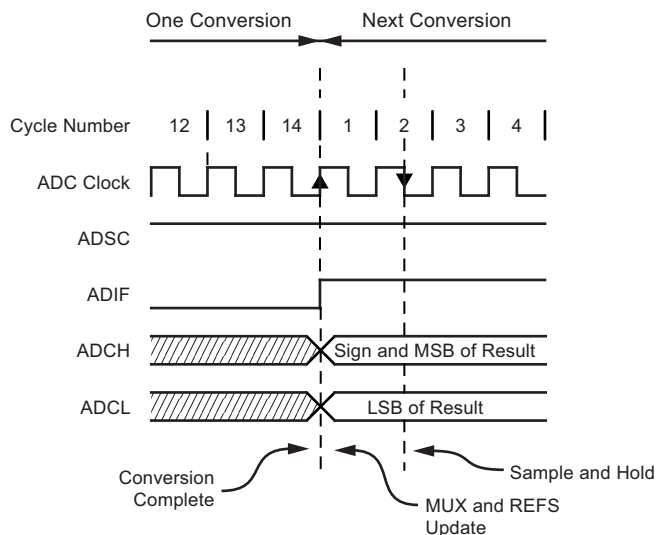 One Conversion Next Conversion
Cycle Number 12 13 14 1 2 3 4
ADC Clock
ADSC
ADIF
ADCH Sign and MSB of Result
ADCL LSB of Result
Conversion
Complete
MUX and REFS
Update
Sample and Hold